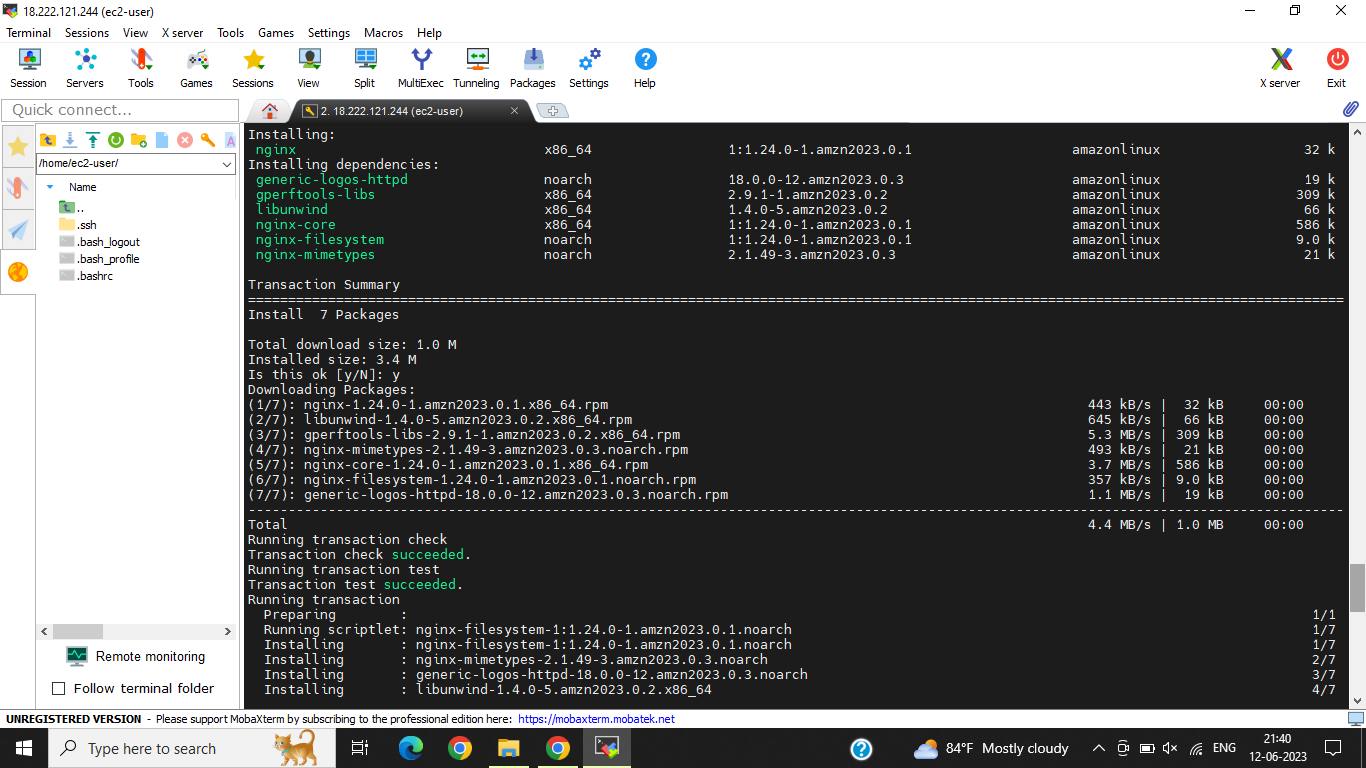 18.222.121.244 (ec2-user)
Terminal Sessions View X server Tools Games Settings Macros Help
Session Servers Tools Games Sessions View Split MultiExec Tunneling Packages Settings Help X server Exit
Quick connect...
2. 18.222.121.244 (ec2-user)
/home/ec2-user/
Name
..
.ssh
.bash_logout
.bash_profile
.bashrc
Remote monitoring
Follow terminal folder
Installing:
nginx x86_64 1:1.24.0-1.amzn2023.0.1 amazonlinux 32 k
Installing dependencies:
generic-logos-httpd noarch 18.0.0-12.amzn2023.0.3 amazonlinux 19 k
gperftools-libs x86_64 2.9.1-1.amzn2023.0.2 amazonlinux 309 k
libunwind x86_64 1.4.0-5.amzn2023.0.2 amazonlinux 66 k
nginx-core x86_64 1:1.24.0-1.amzn2023.0.1 amazonlinux 586 k
nginx-filesystem noarch 1:1.24.0-1.amzn2023.0.1 amazonlinux 9.0 k
nginx-mimetypes noarch 2.1.49-3.amzn2023.0.3 amazonlinux 21 k
Transaction Summary
Install 7 Packages
Total download size: 1.0 M
Installed size: 3.4 M
Is this ok [y/N]: y
Downloading Packages:
(1/7): nginx-1.24.0-1.amzn2023.0.1.x86_64.rpm 443 kB/s | 32 kB 00:00
(2/7): libunwind-1.4.0-5.amzn2023.0.2.x86_64.rpm 645 kB/s | 66 kB 00:00
(3/7): gperftools-libs-2.9.1-1.amzn2023.0.2.x86_64.rpm 5.3 MB/s | 309 kB 00:00
(4/7): nginx-mimetypes-2.1.49-3.amzn2023.0.3.noarch.rpm 493 kB/s | 21 kB 00:00
(5/7): nginx-core-1.24.0-1.amzn2023.0.1.x86_64.rpm 3.7 MB/s | 586 kB 00:00
(6/7): nginx-filesystem-1.24.0-1.amzn2023.0.1.noarch.rpm 357 kB/s | 9.0 kB 00:00
(7/7): generic-logos-httpd-18.0.0-12.amzn2023.0.3.noarch.rpm 1.1 MB/s | 19 kB 00:00
Total 4.4 MB/s | 1.0 MB 00:00
Running transaction check
Transaction check succeeded.
Running transaction test
Transaction test succeeded.
Running transaction
Preparing : 1/1
Running scriptlet: nginx-filesystem-1:1.24.0-1.amzn2023.0.1.noarch 1/7
Installing : nginx-filesystem-1:1.24.0-1.amzn2023.0.1.noarch 1/7
Installing : nginx-mimetypes-2.1.49-3.amzn2023.0.3.noarch 2/7
Installing : generic-logos-httpd-18.0.0-12.amzn2023.0.3.noarch 3/7
Installing : libunwind-1.4.0-5.amzn2023.0.2.x86_64 4/7
UNREGISTERED VERSION - Please support MobaXterm by subscribing to the professional edition here: https://mobaxterm.mobatek.net
Type here to search
84°F Mostly cloudy
ENG
21:40
12-06-2023